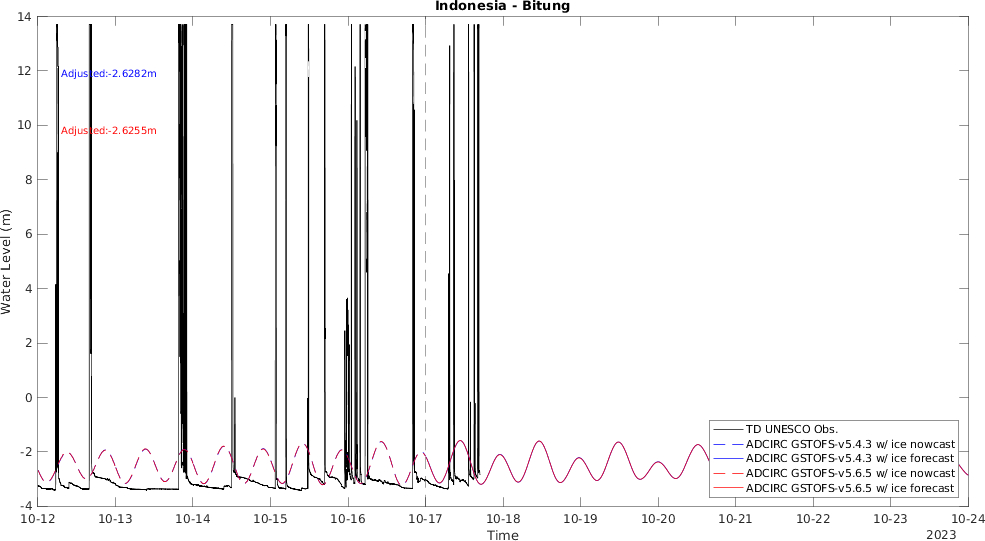 Indonesia - Bitung
14
12
10
8
6
4
2
0
-2
-4
Water Level (m)
Adjusted:-2.6282m
Adjusted:-2.6255m
TD UNESCO Obs.
ADCIRC GSTOFS-v5.4.3 w/ ice nowcast
ADCIRC GSTOFS-v5.4.3 w/ ice forecast
ADCIRC GSTOFS-v5.6.5 w/ ice nowcast
ADCIRC GSTOFS-v5.6.5 w/ ice forecast
10-12 10-13 10-14 10-15 10-16 10-17 10-18 10-19 10-20 10-21 10-22 10-23 10-24
Time
2023